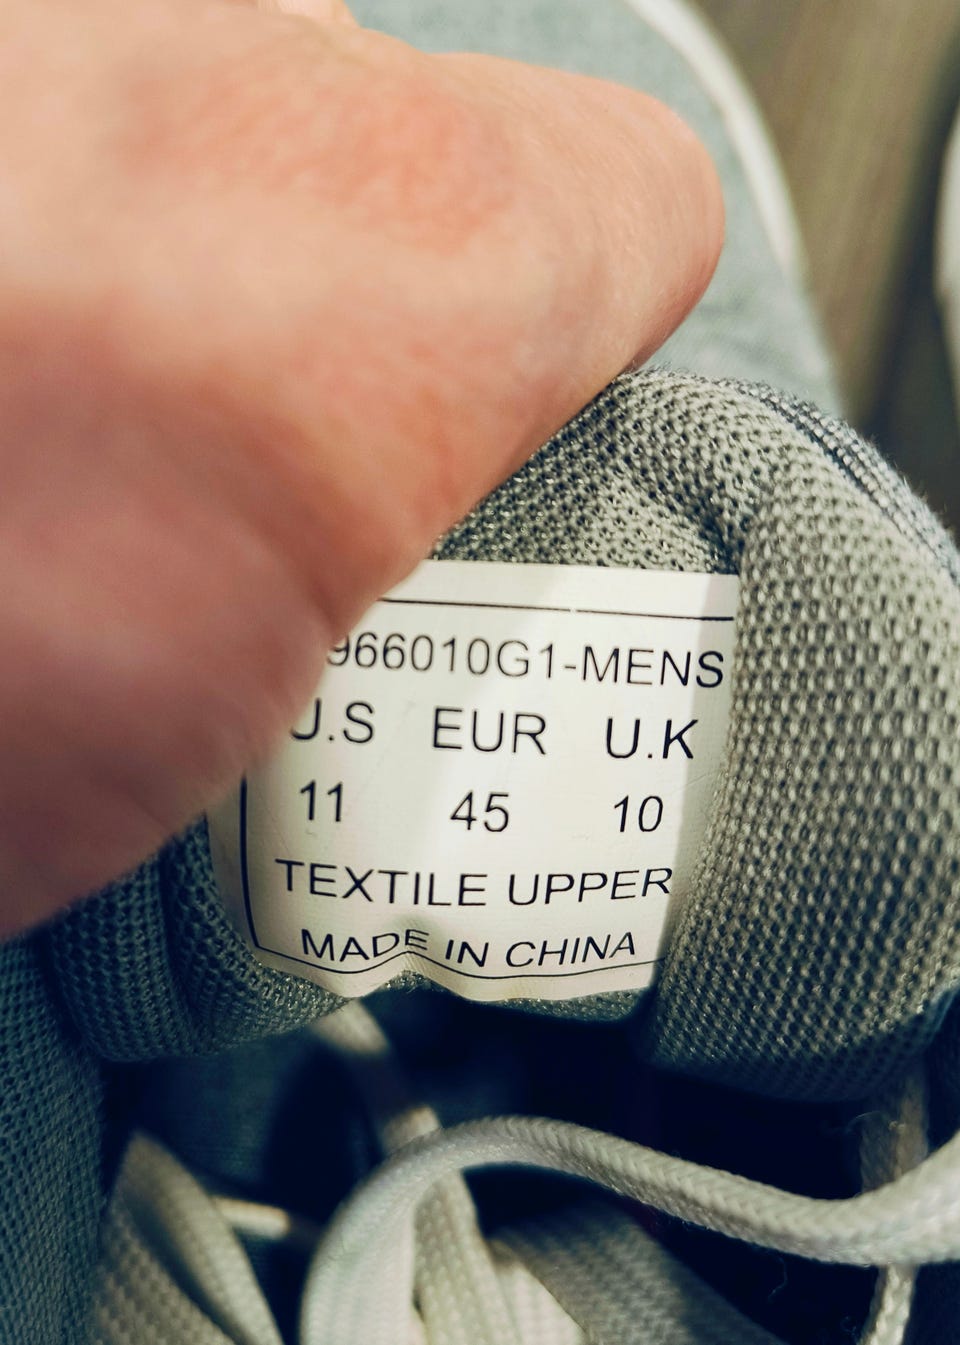 966010G1-MENS
U.S EUR U.K
11 45 10
TEXTILE UPPER
MADE IN CHINA